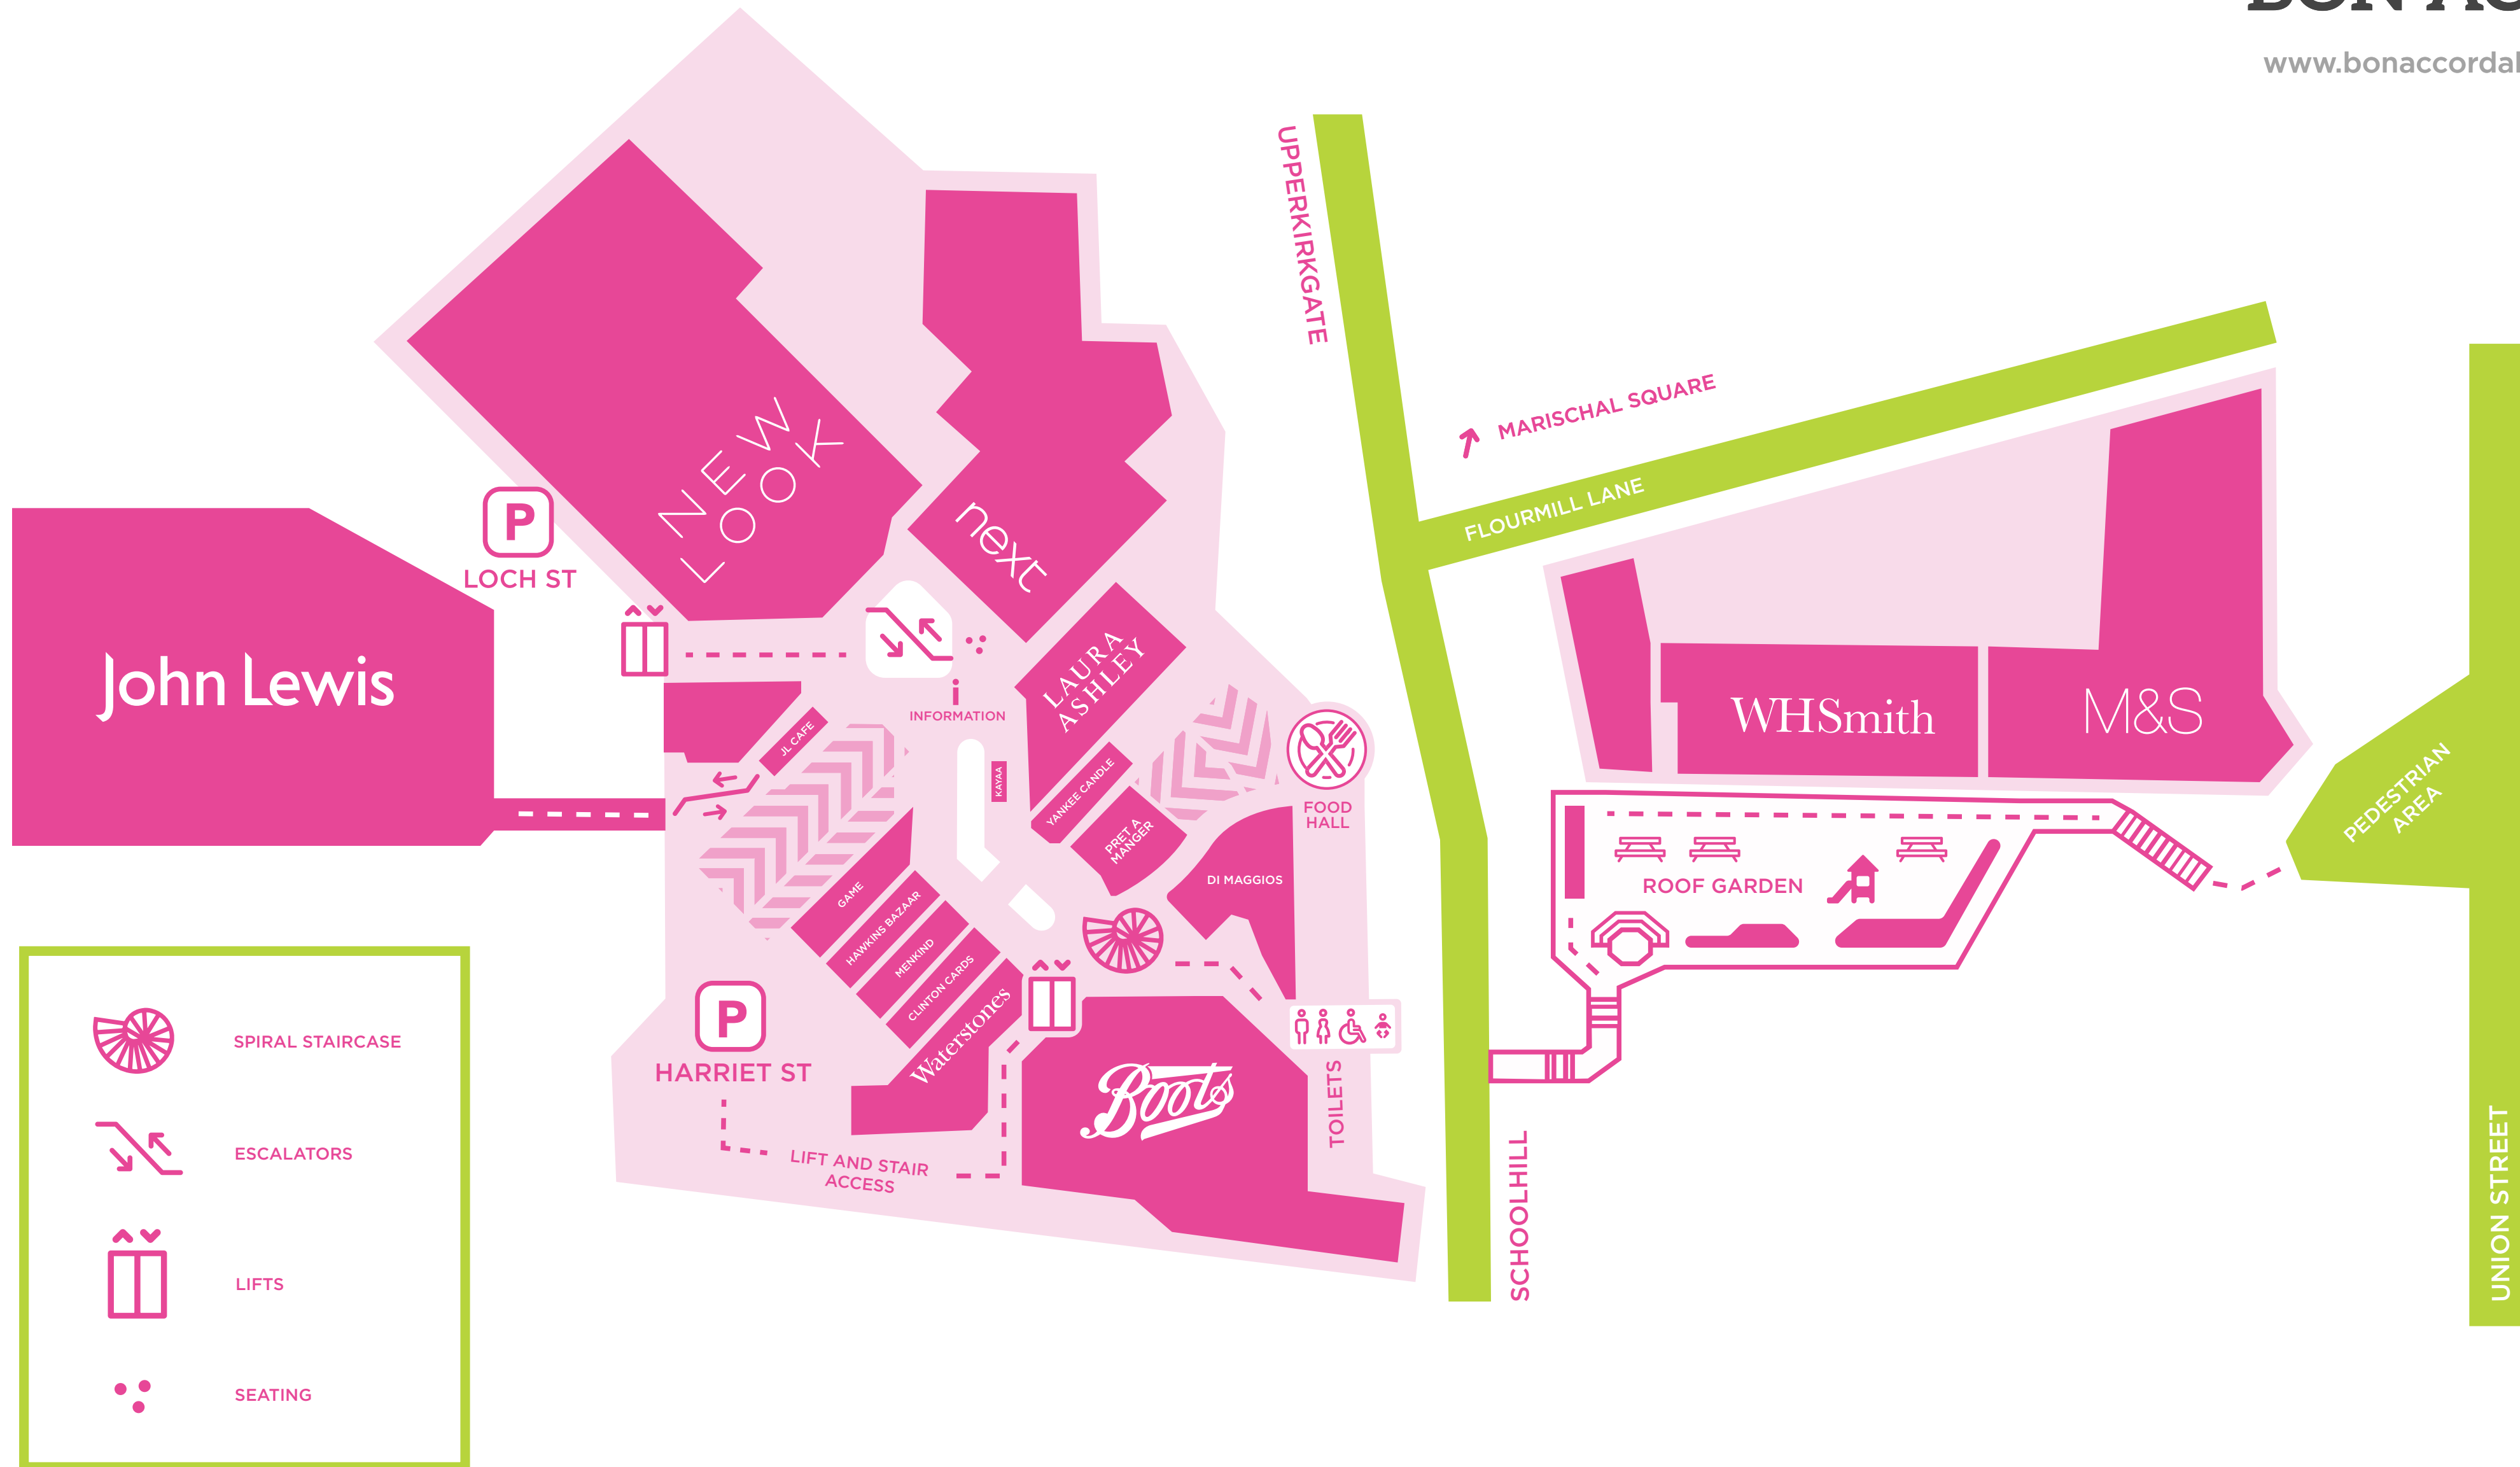 BON AC
www.bonaccordal
UPPERKIRKGATE
MARISCHAL SQUARE
FLOURMILL LANE
NEW
LOOK
next
P
LOCH ST
John Lewis
LAURA
ASHLEY
INFORMATION
JL CAFE
KAYAA
YANKEE CANDLE
PRET A
MANGER
FOOD
HALL
DI MAGGIOS
GAME
HAWKINS BAZAAR
MENKIND
CLINTON CARDS
Waterstones
P
HARRIET ST
LIFT AND STAIR
ACCESS
Boots
TOILETS
SCHOOLHILL
WHSmith
M&S
ROOF GARDEN
PEDESTRIAN
AREA
UNION STREET
SPIRAL STAIRCASE
ESCALATORS
LIFTS
SEATING